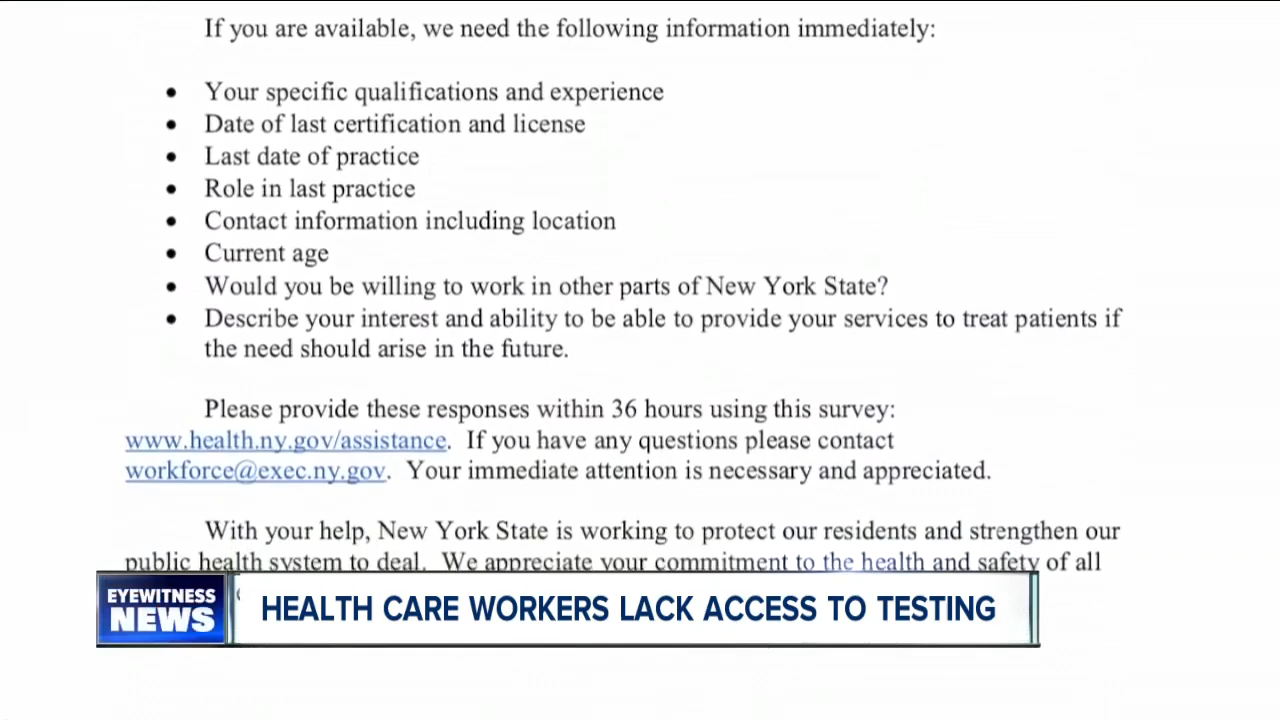 If you are available, we need the following information immediately:
• Your specific qualifications and experience
• Date of last certification and license
• Last date of practice
• Role in last practice
• Contact information including location
• Current age
• Would you be willing to work in other parts of New York State?
• Describe your interest and ability to be able to provide your services to treat patients if
the need should arise in the future.
Please provide these responses within 36 hours using this survey:
www.health.ny.gov/assistance. If you have any questions please contact
workforce@exec.ny.gov. Your immediate attention is necessary and appreciated.
With your help, New York State is working to protect our residents and strengthen our
public health system to deal. We appreciate your commitment to the health and safety of all
EYEWITNESS
NEWS
HEALTH CARE WORKERS LACK ACCESS TO TESTING